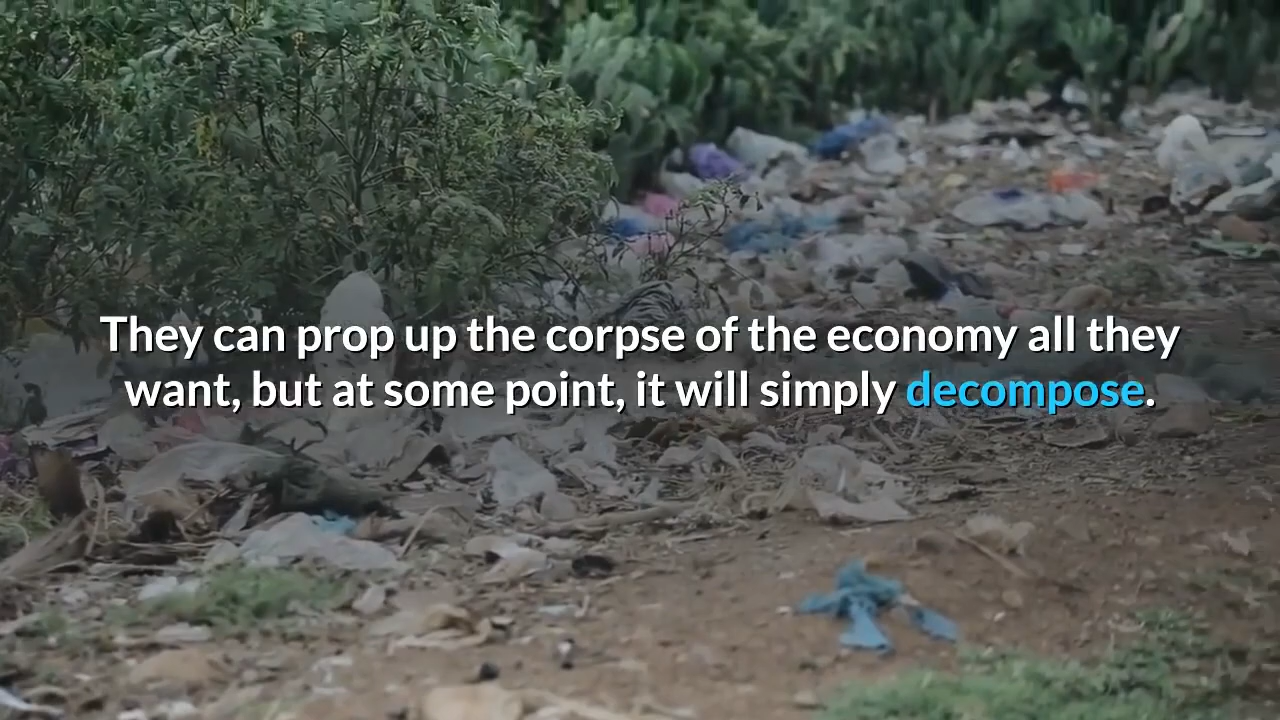 They can prop up the corpse of the economy all they
want, but at some point, it will simply decompose.